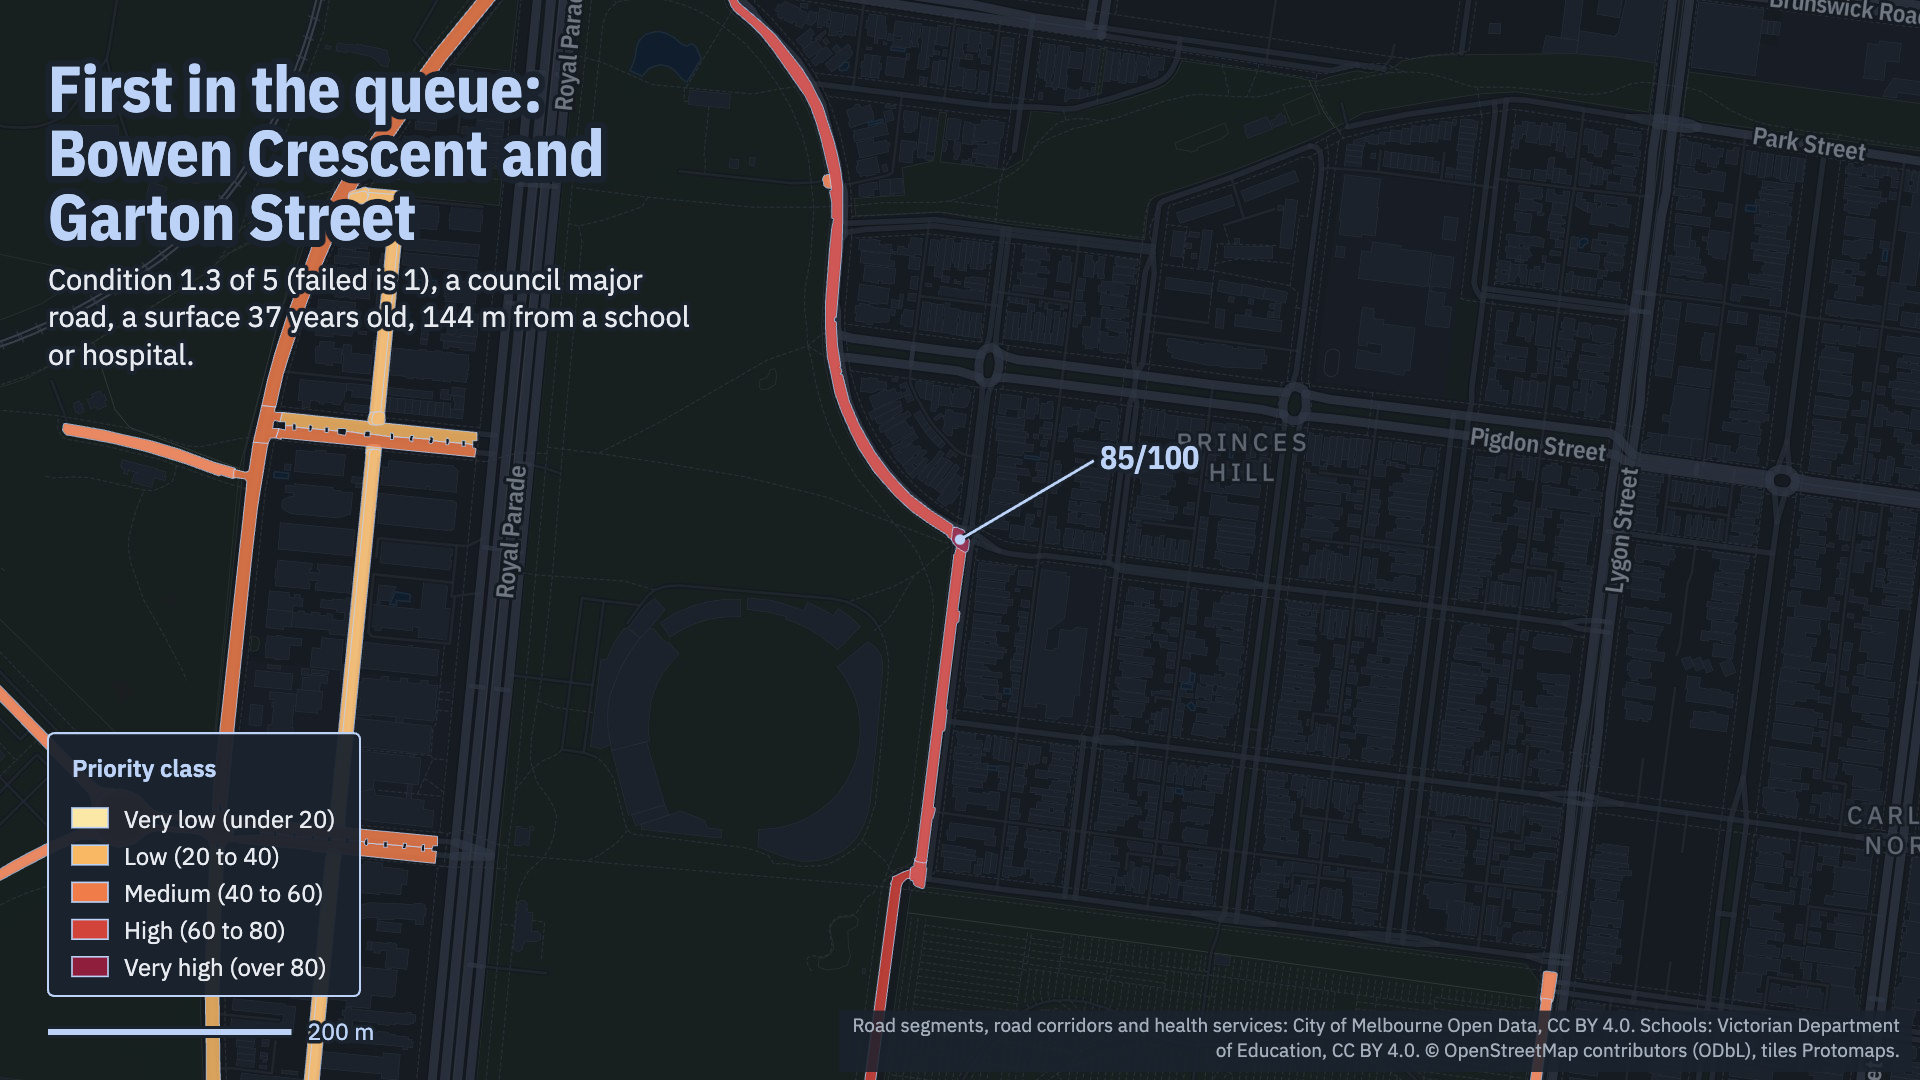 First in the queue:
Bowen Crescent and
Garton Street
Condition 1.3 of 5 (failed is 1), a council major
road, a surface 37 years old, 144 m from a school
or hospital.
Royal Parade
Brunswick Road
Park Street
85/100
PRINCES
HILL
Pigdon Street
Royal Parade
Lygon Street
Priority class
Very low (under 20)
Low (20 to 40)
Medium (40 to 60)
High (60 to 80)
Very high (over 80)
200 m
CARL
NOR
Road segments, road corridors and health services: City of Melbourne Open Data, CC BY 4.0. Schools: Victorian Department
of Education, CC BY 4.0. © OpenStreetMap contributors (ODbL), tiles Protomaps.